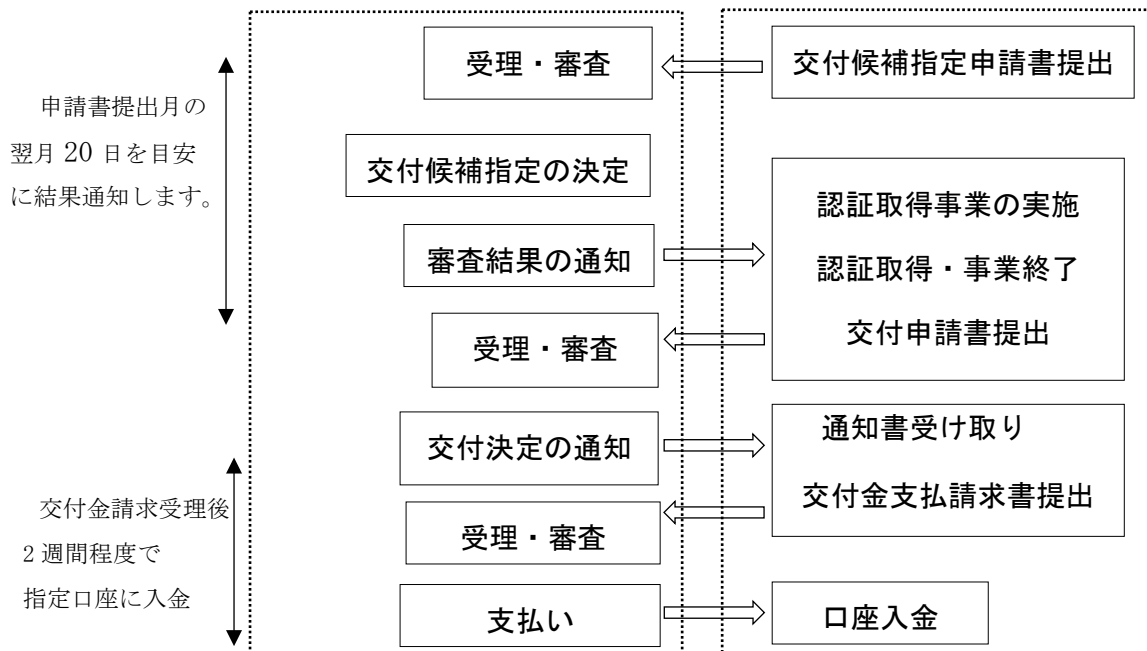 受理・審査
交付候補指定申請書提出
申請書提出月の
翌月 20 日を目安
に結果通知します。
交付候補指定の決定
審査結果の通知
認証取得事業の実施
認証取得・事業終了
交付申請書提出
受理・審査
交付決定の通知
通知書受け取り
交付金支払請求書提出
受理・審査
交付金請求受理後
2 週間程度で
指定口座に入金
支払い
口座入金